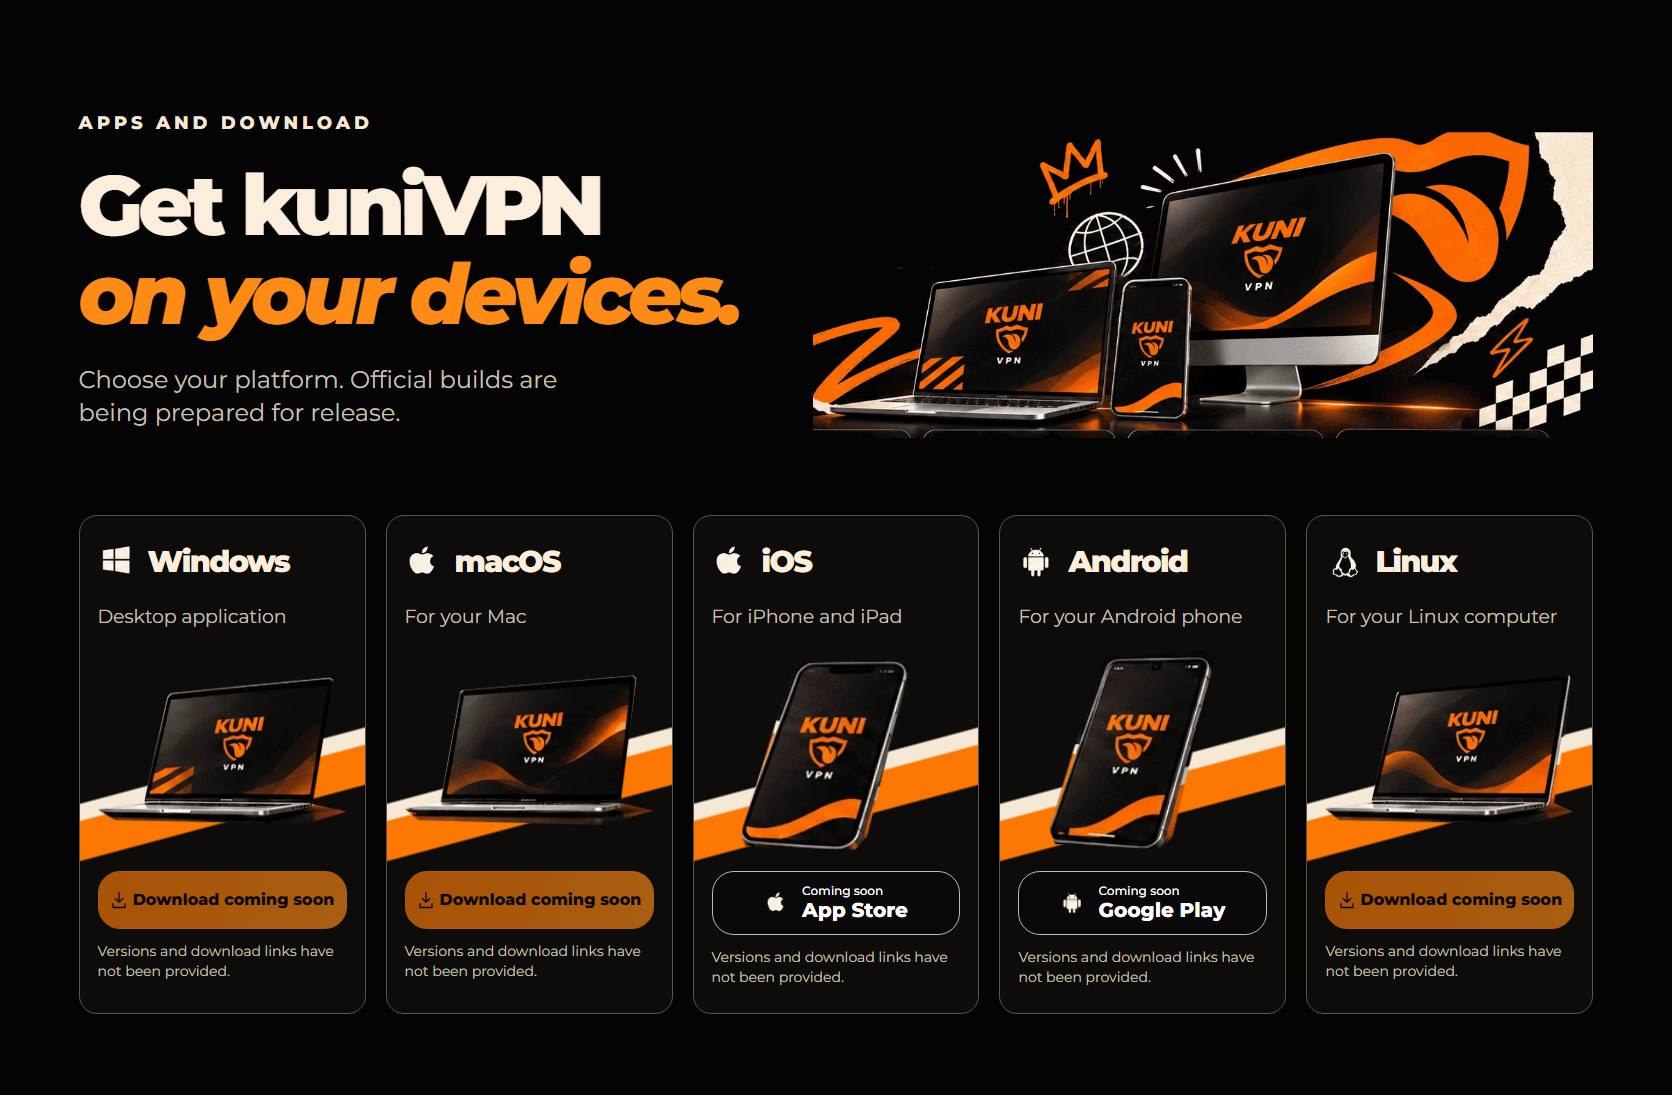 APPS AND DOWNLOAD
Get kuniVPN
on your devices.
Choose your platform. Official builds are
being prepared for release.
KUNI
VPN
KUNI
VPN
KUNI
VPN
Windows
Desktop application
KUNI
VPN
Download coming soon
Versions and download links have
not been provided.
macOS
For your Mac
KUNI
VPN
Download coming soon
Versions and download links have
not been provided.
iOS
For iPhone and iPad
KUNI
VPN
Coming soon
App Store
Versions and download links have
not been provided.
Android
For your Android phone
KUNI
VPN
Coming soon
Google Play
Versions and download links have
not been provided.
Linux
For your Linux computer
KUNI
VPN
Download coming soon
Versions and download links have
not been provided.